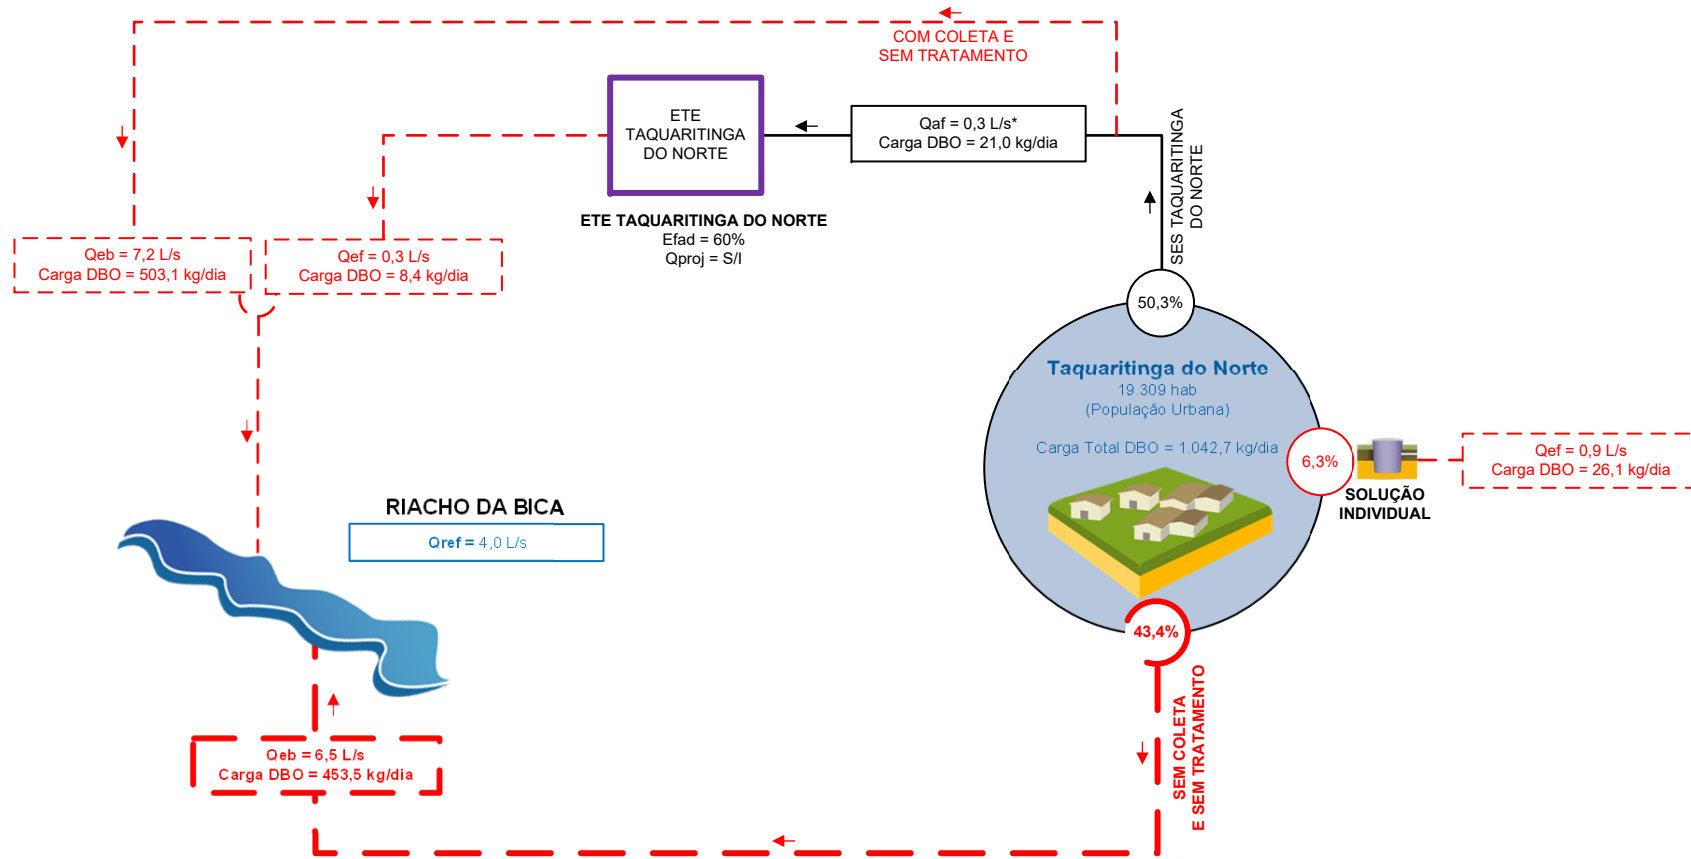 COM COLETA E
SEM TRATAMENTO
ETE
TAQUARITINGA
DO NORTE
Qaf = 0,3 L/s*
Carga DBO = 21,0 kg/dia
SES TAQUARITINGA
DO NORTE
ETE TAQUARITINGA DO NORTE
Efad = 60%
Qproj = S/I
Qeb = 7,2 L/s
Carga DBO = 503,1 kg/dia
Qef = 0,3 L/s
Carga DBO = 8,4 kg/dia
50,3%
Taquaritinga do Norte
19.309 hab
(População Urbana)
Carga Total DBO = 1.042,7 kg/dia
6,3%
SOLUÇÃO
INDIVIDUAL
Qef = 0,9 L/s
Carga DBO = 26,1 kg/dia
RIACHO DA BICA
Qref = 4,0 L/s
43,4%
SEM COLETA
E SEM TRATAMENTO
Qeb = 6,5 L/s
Carga DBO = 453,5 kg/dia